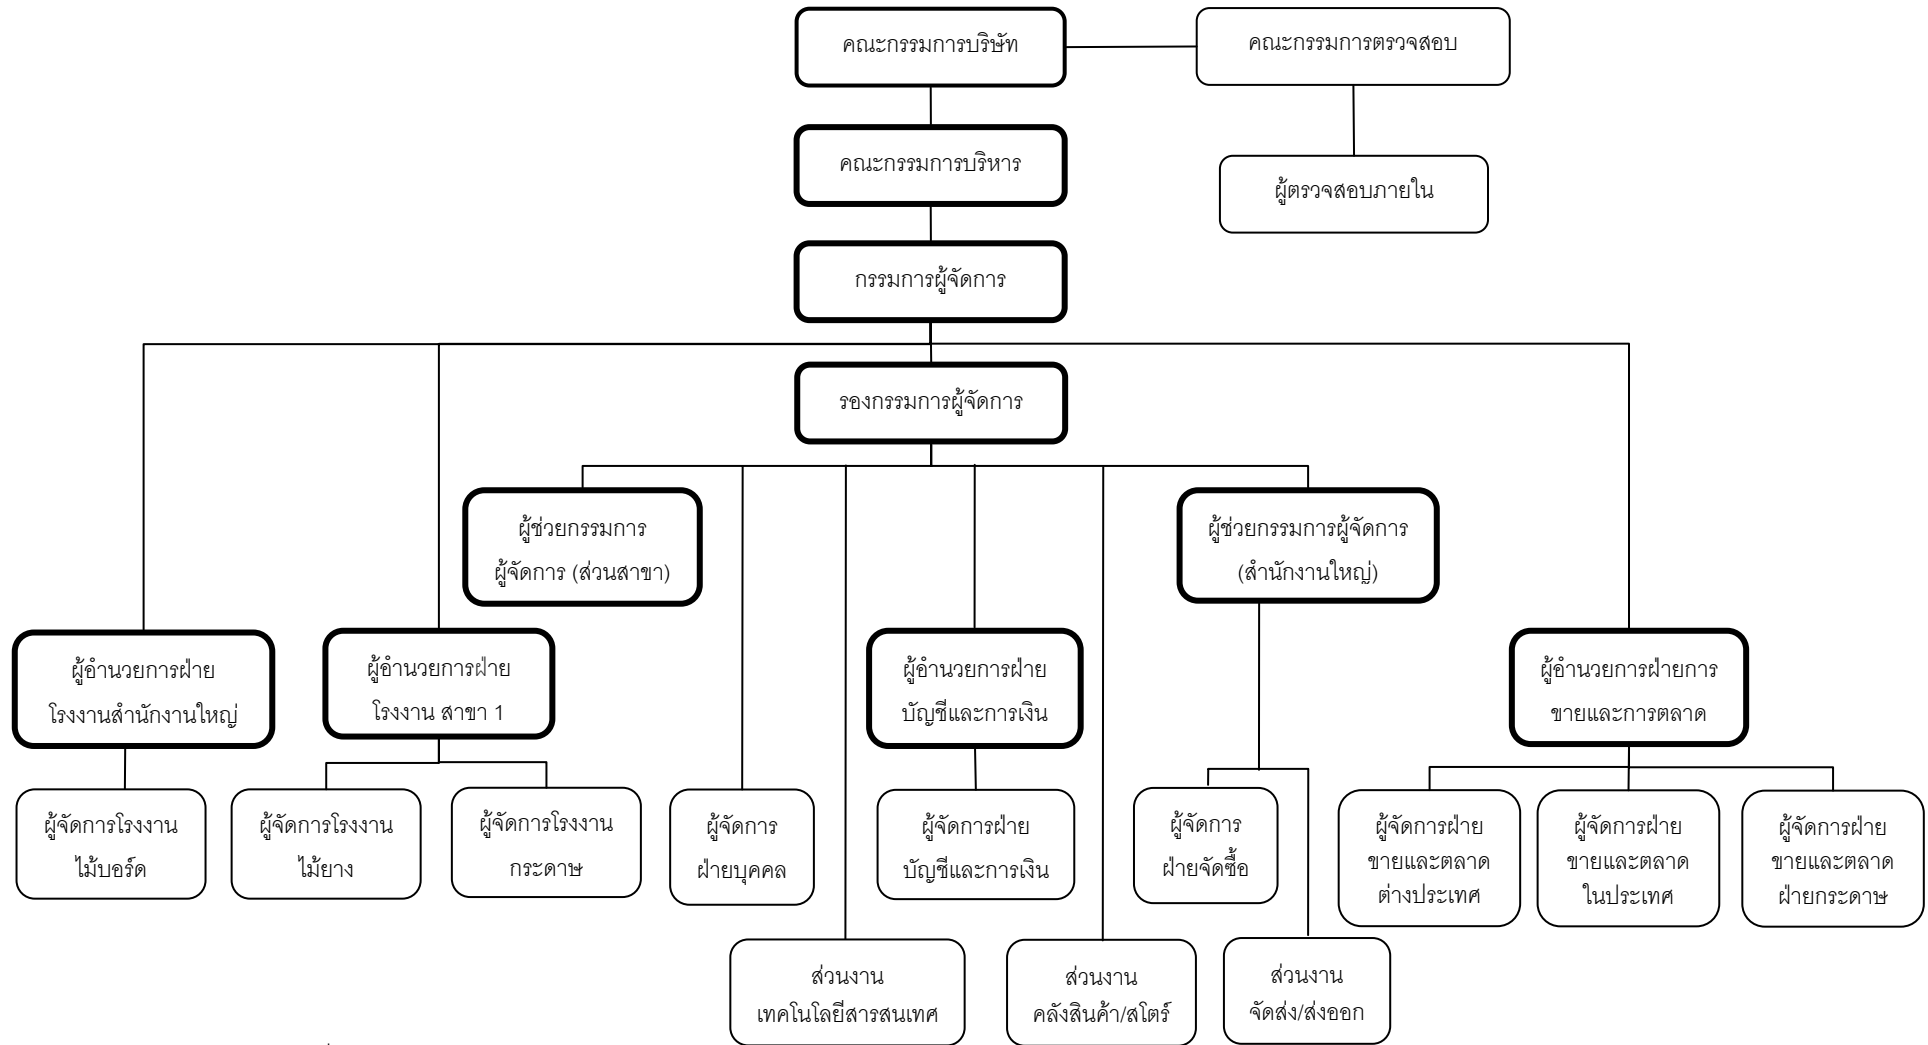 คณะกรรมการบริษัท
คณะกรรมการตรวจสอบ
คณะกรรมการบริหาร
ผู้ตรวจสอบภายใน
กรรมการผู้จัดการ
รองกรรมการผู้จัดการ
ผู้ช่วยกรรมการ
ผู้จัดการ (ส่วนสาขา)
ผู้ช่วยกรรมการผู้จัดการ
(สำนักงานใหญ่)
ผู้อำนวยการฝ่าย
โรงงานสำนักงานใหญ่
ผู้อำนวยการฝ่าย
โรงงาน สาขา 1
ผู้อำนวยการฝ่าย
บัญชีและการเงิน
ผู้อำนวยการฝ่ายการ
ขายและการตลาด
ผู้จัดการโรงงาน
ไม้บอร์ด
ผู้จัดการโรงงาน
ไม้ยาง
ผู้จัดการโรงงาน
กระดาษ
ผู้จัดการ
ฝ่ายบุคคล
ผู้จัดการฝ่าย
บัญชีและการเงิน
ผู้จัดการ
ฝ่ายจัดซื้อ
ผู้จัดการฝ่าย
ขายและตลาด
ต่างประเทศ
ผู้จัดการฝ่าย
ขายและตลาด
ในประเทศ
ผู้จัดการฝ่าย
ขายและตลาด
ฝ่ายกระดาษ
ส่วนงาน
เทคโนโลยีสารสนเทศ
ส่วนงาน
คลังสินค้า/สโตร์
ส่วนงาน
จัดส่ง/ส่งออก